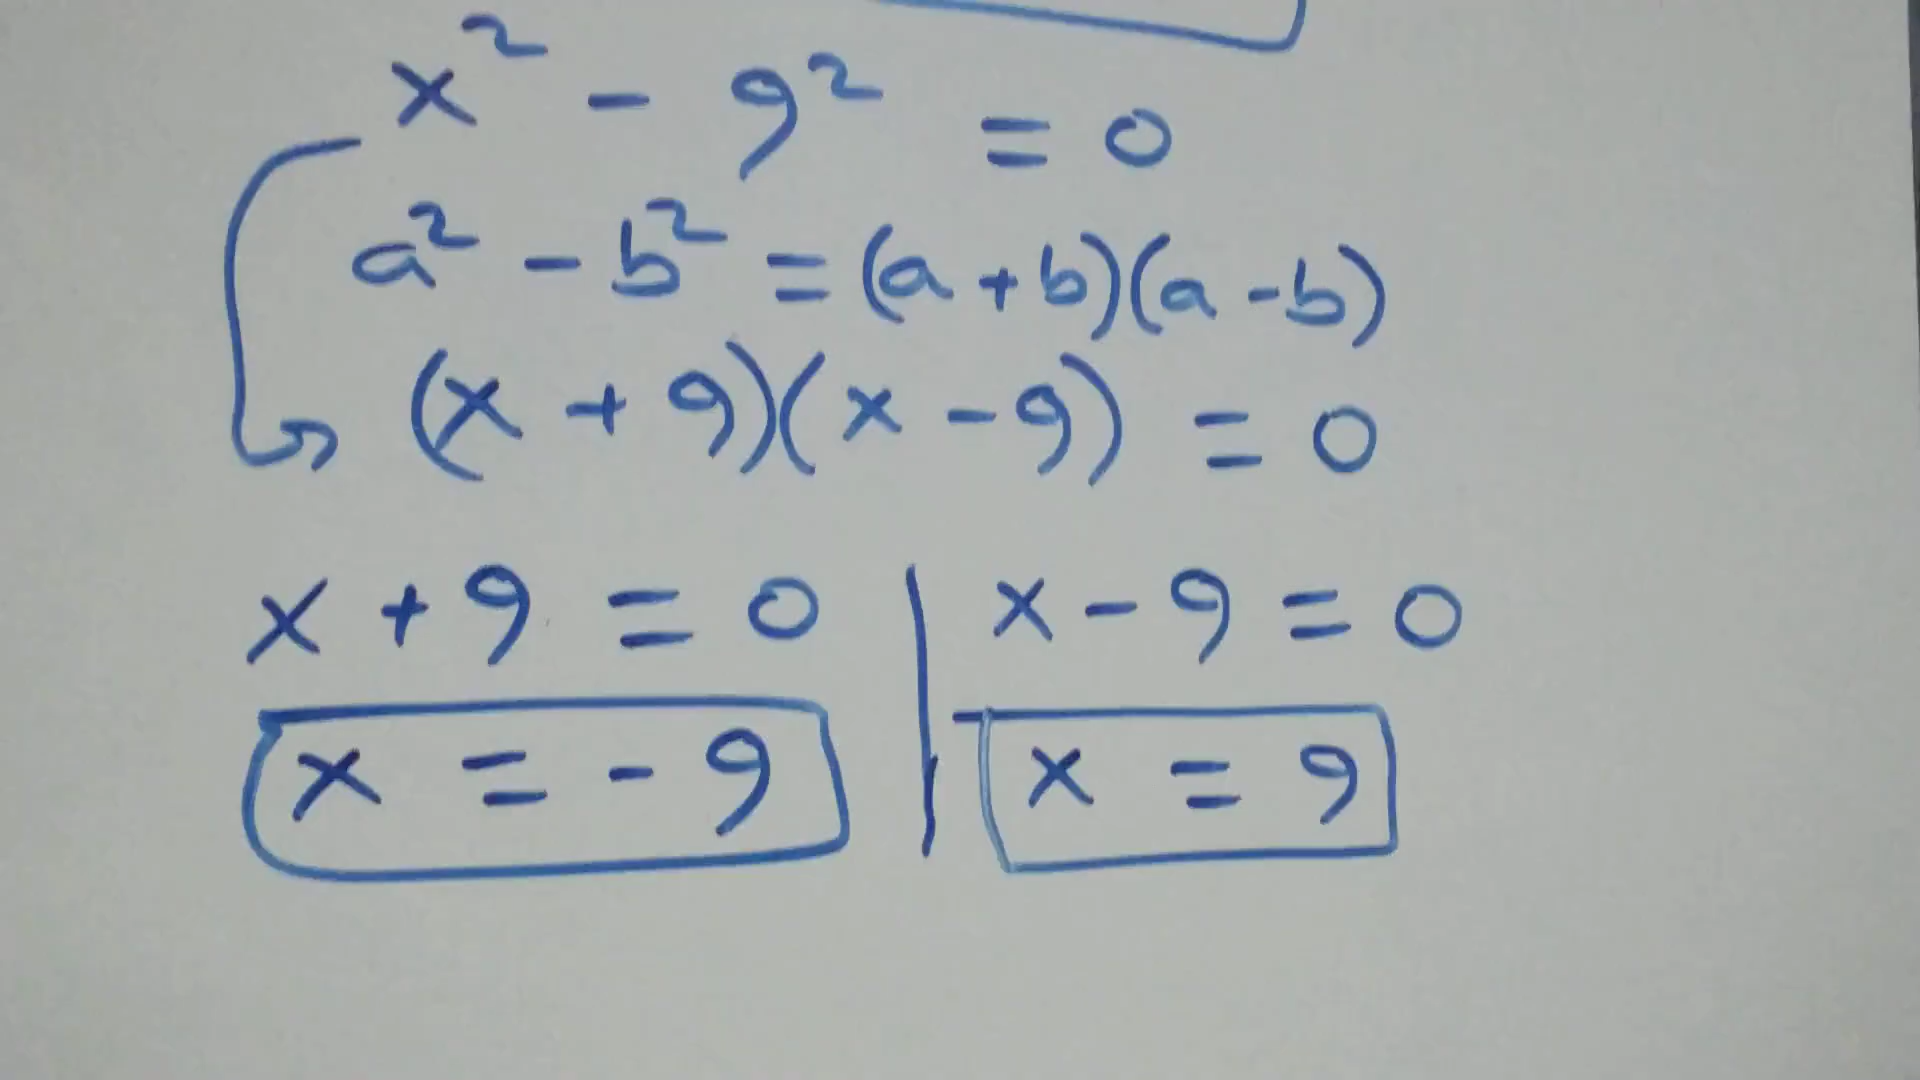 x² - 9² = 0
a² - b² = (a + b)(a - b)
(x + 9)(x - 9) = 0
x + 9 = 0 | x - 9 = 0
x = - 9 | x = 9